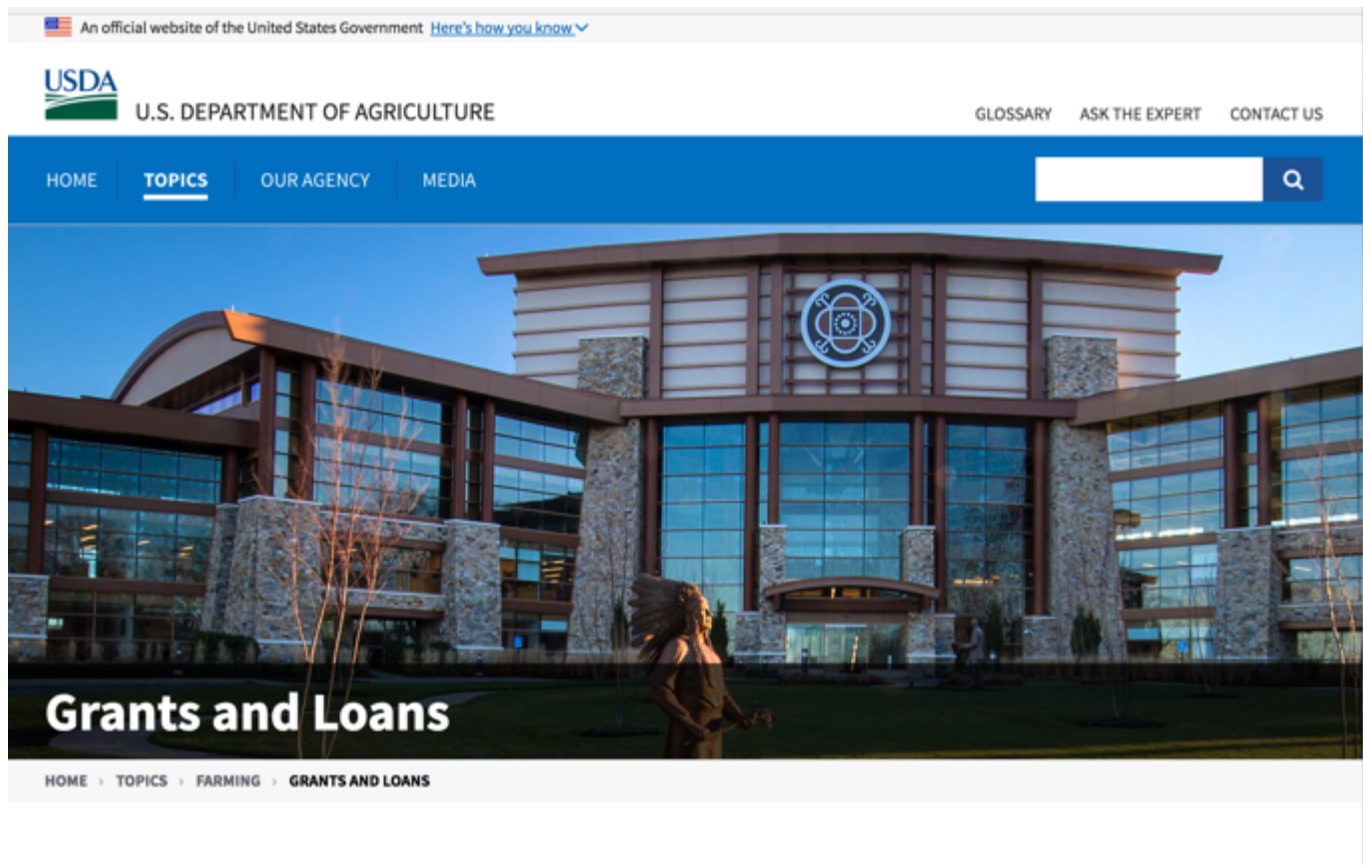 An official website of the United States Government Here's how you know
USDA
U.S. DEPARTMENT OF AGRICULTURE
GLOSSARY ASK THE EXPERT CONTACT US
HOME TOPICS OUR AGENCY MEDIA
Grants and Loans
HOME › TOPICS › FARMING › GRANTS AND LOANS